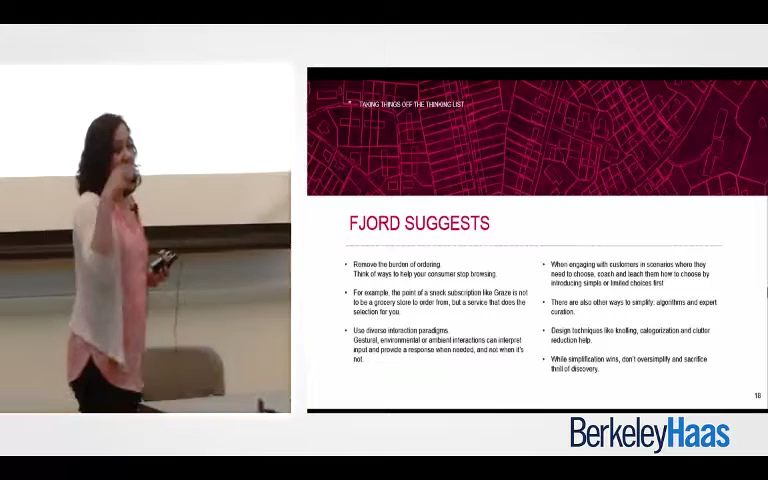 TAKING THINGS OFF THE THINKING LIST
FJORD SUGGESTS
• Remove the burden of ordering.
Think of ways to help your consumer stop browsing.
• For example, the point of a snack subscription like Graze is not
to be a grocery store to order from, but a service that does the
selection for you.
• Use diverse interaction paradigms.
Gestural, environmental or ambient interactions can interpret
input and provide a response when needed, and not when it's
not.
• When engaging with customers in scenarios where they
need to choose, coach and teach them how to choose by
introducing simple or limited choices first
• There are also other ways to simplify: algorithms and expert
curation.
• Design techniques like knolling, categorization and clutter
reduction help.
• While simplification wins, don't oversimplify and sacrifice
thrill of discovery.
18
BerkeleyHaas